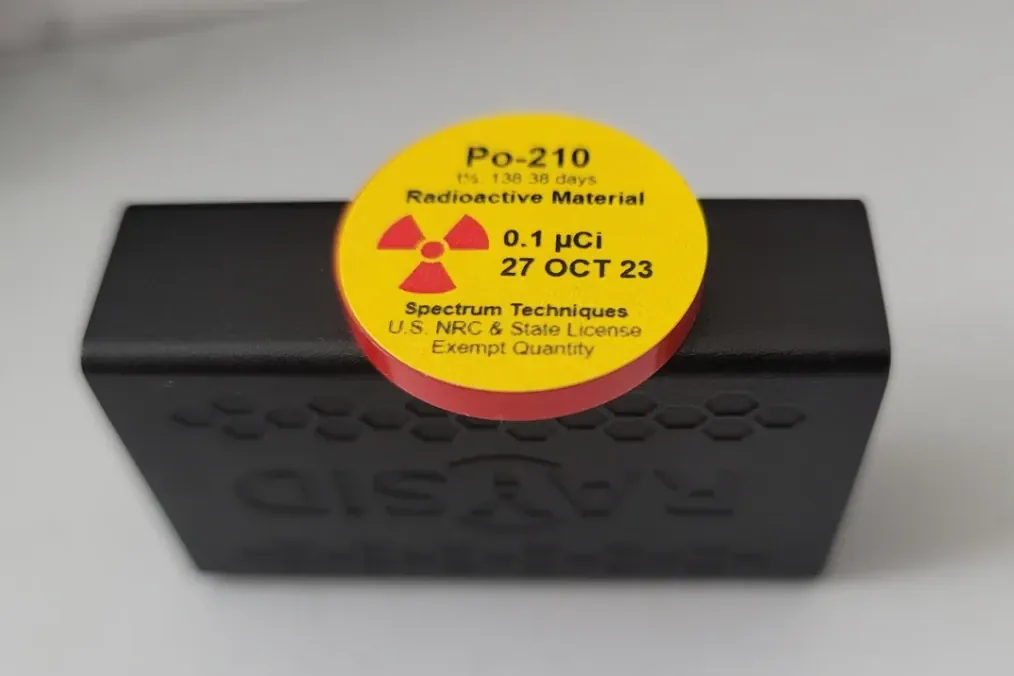 Po-210
t½: 138.38 days
Radioactive Material
0.1 µCi
27 OCT 23
Spectrum Techniques
U.S. NRC & State License
Exempt Quantity
RAYSID